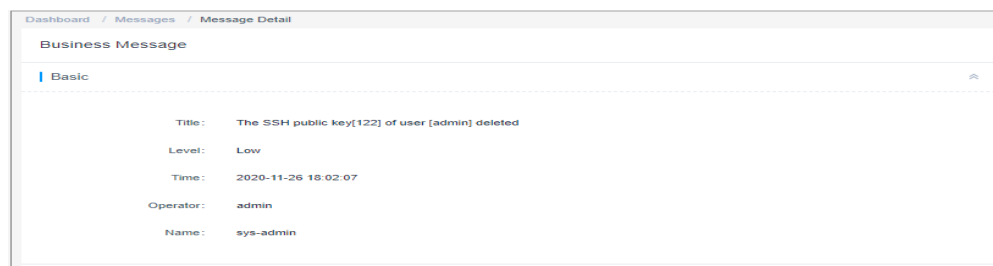 Dashboard / Messages / Message Detail
Business Message
Basic
Title: The SSH public key[122] of user [admin] deleted
Level: Low
Time: 2020-11-26 18:02:07
Operator: admin
Name: sys-admin